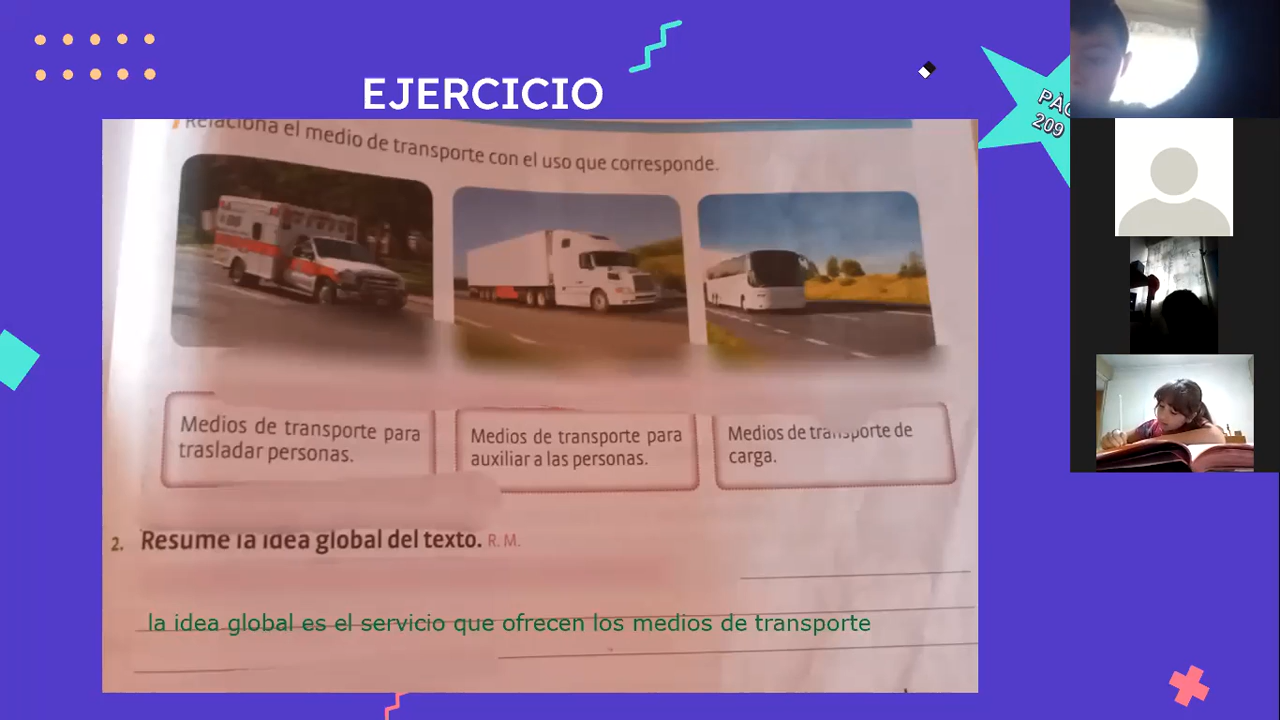 EJERCICIO
PÀG
209
Relaciona el medio de transporte con el uso que corresponde.
Medios de transporte para
trasladar personas.
Medios de transporte para
auxiliar a las personas.
Medios de transporte de
carga.
2. Resume la idea global del texto. R. M.
la idea global es el servicio que ofrecen los medios de transporte